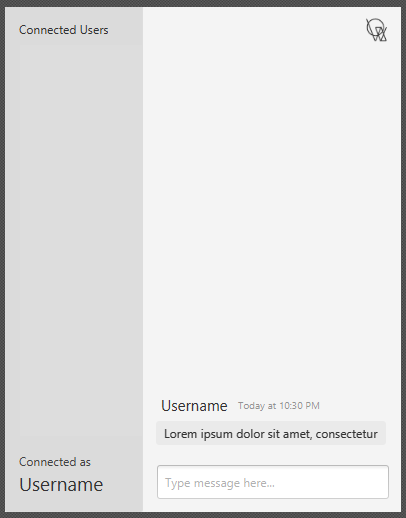 Connected Users
Username Today at 10:30 PM
Lorem ipsum dolor sit amet, consectetur
Connected as
Username
Type message here...